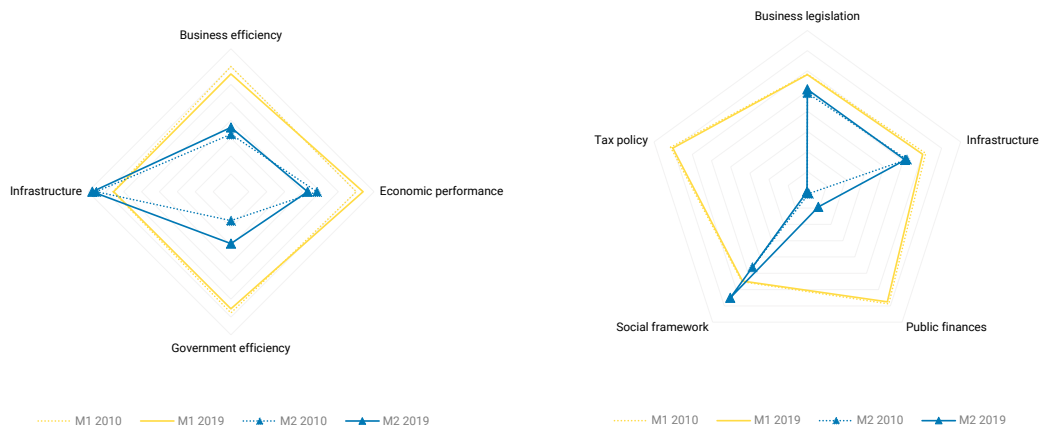 Business efficiency
Infrastructure
Economic performance
Government efficiency
M1 2010 M1 2019 M2 2010 M2 2019
Business legislation
Tax policy
Infrastructure
Social framework
Public finances
M1 2010 M1 2019 M2 2010 M2 2019